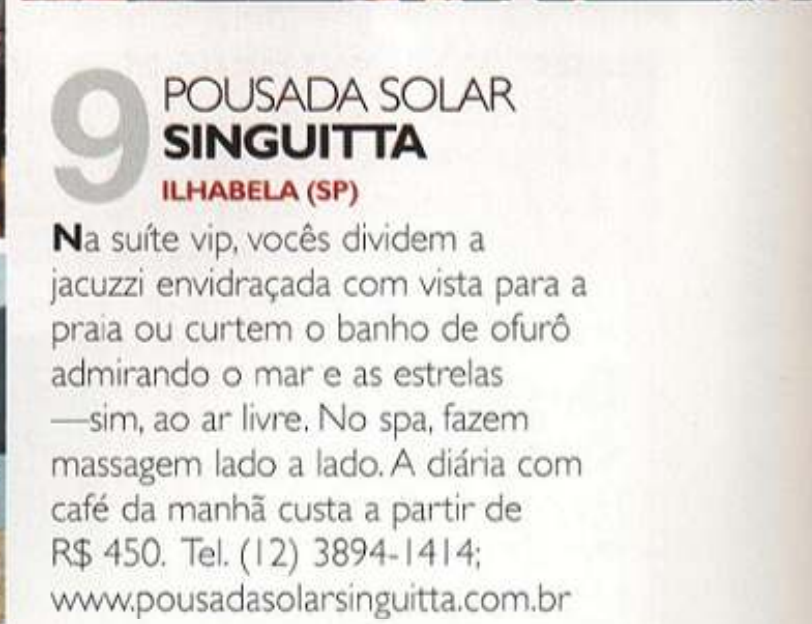 9
POUSADA SOLAR
SINGUITTA
ILHABELA (SP)
Na suíte vip, vocês dividem a
jacuzzi envidraçada com vista para a
praia ou curtem o banho de ofurô
admirando o mar e as estrelas
—sim, ao ar livre. No spa, fazem
massagem lado a lado. A diária com
café da manhã custa a partir de
R$ 450. Tel. (12) 3894-1414;
www.pousadasolarsinguitta.com.br